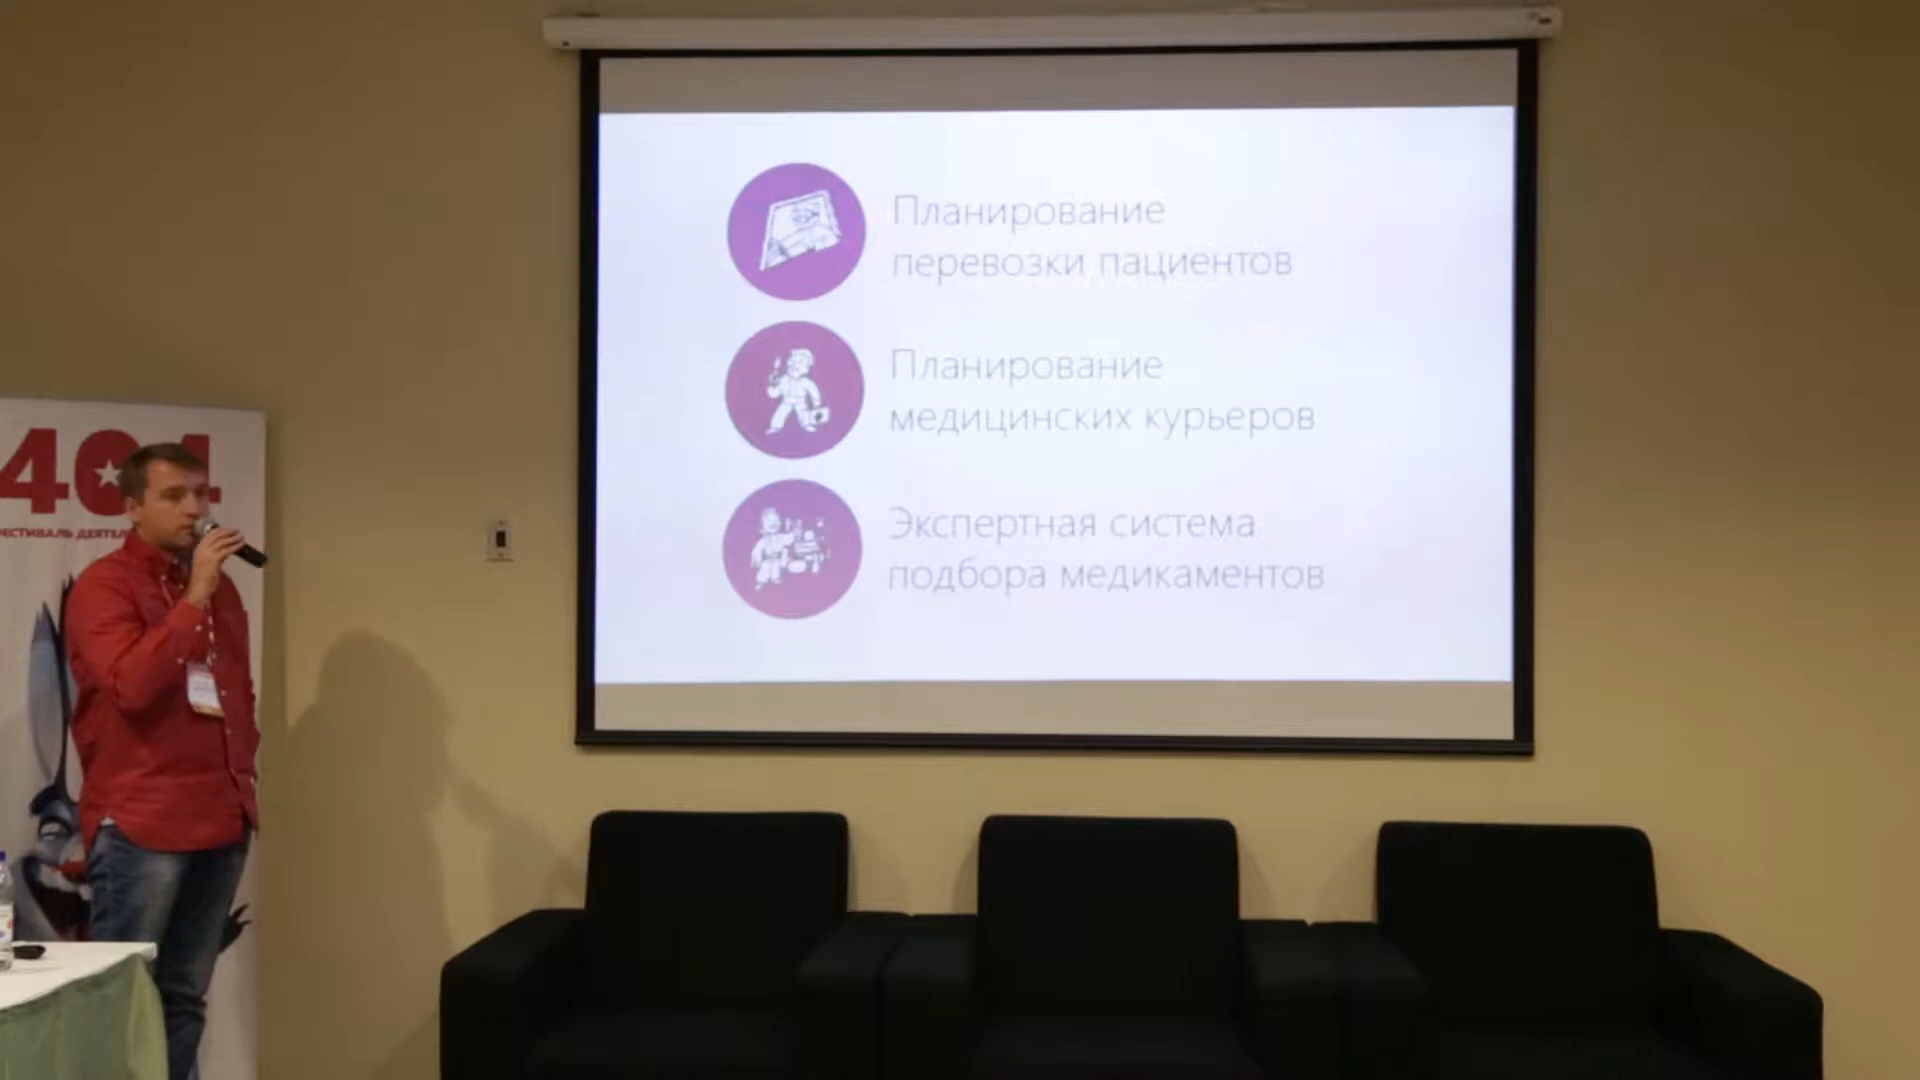 Планирование
перевозки пациентов
Планирование
медицинских курьеров
Экспертная система
подбора медикаментов
404